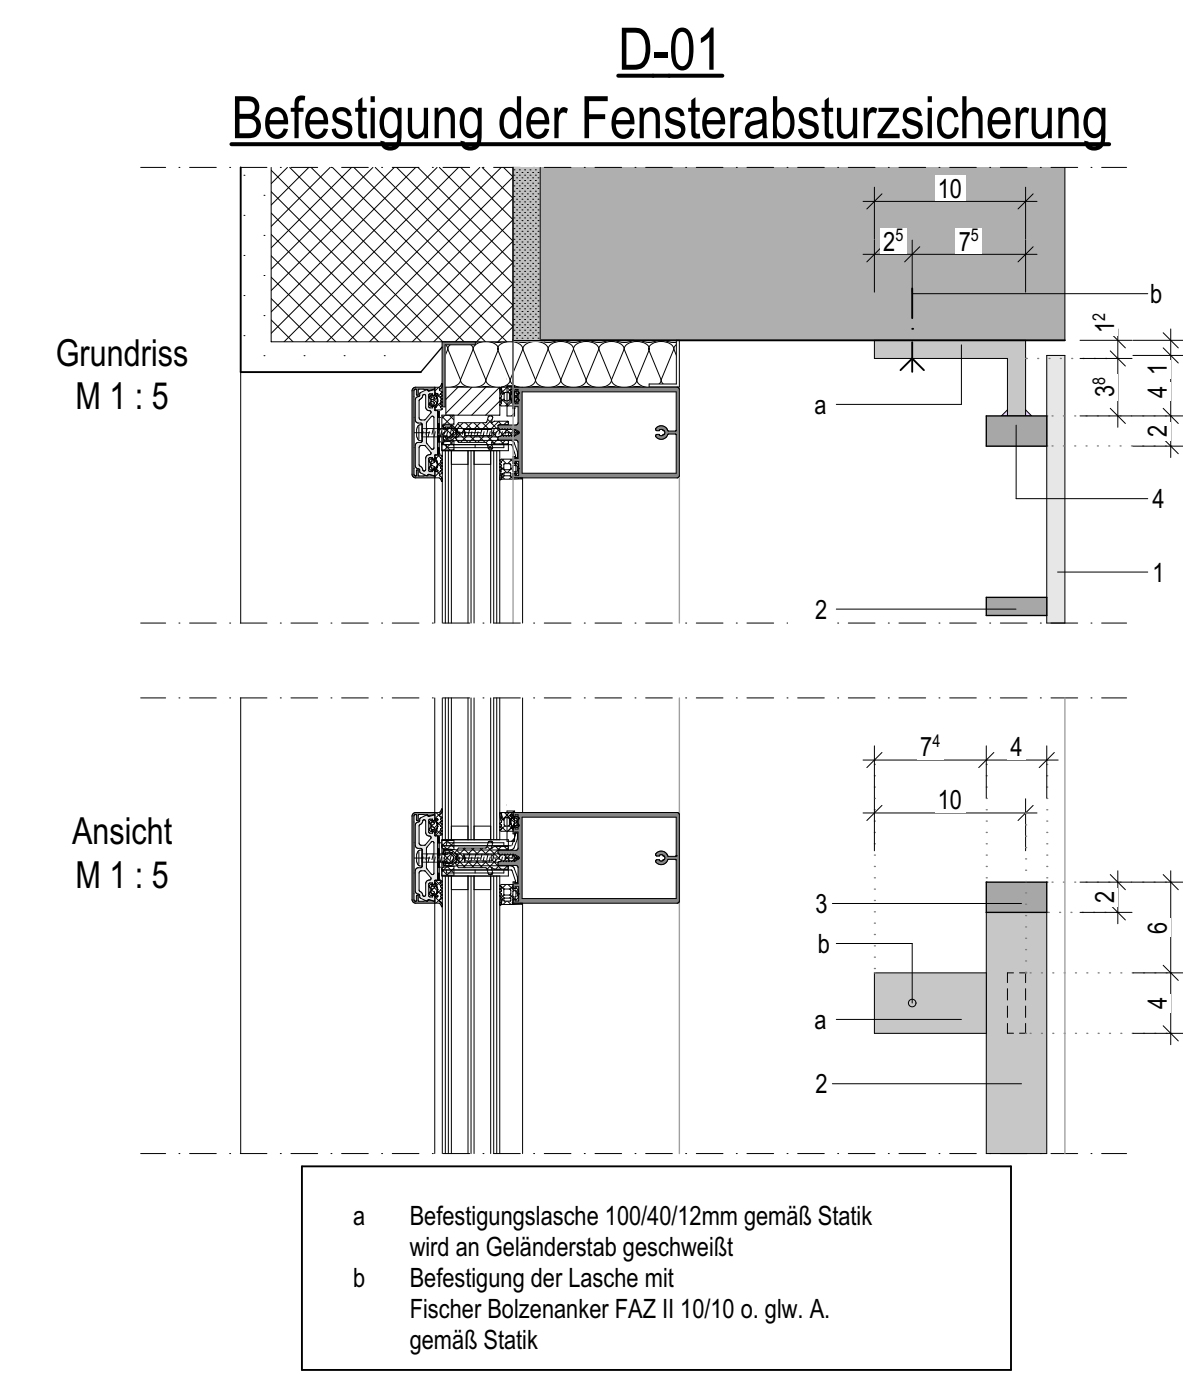 D-01
Befestigung der Fensterabsturzsicherung
10
2⁵ 7⁵
b
Grundriss
M 1 : 5
1²
1
3⁸
4
a
2
4
1
2
Ansicht
M 1 : 5
7⁴ 4
10
3
2
6
b
a
4
2
a Befestigungslasche 100/40/12mm gemäß Statik
wird an Geländerstab geschweißt
b Befestigung der Lasche mit
Fischer Bolzenanker FAZ II 10/10 o. glw. A.
gemäß Statik